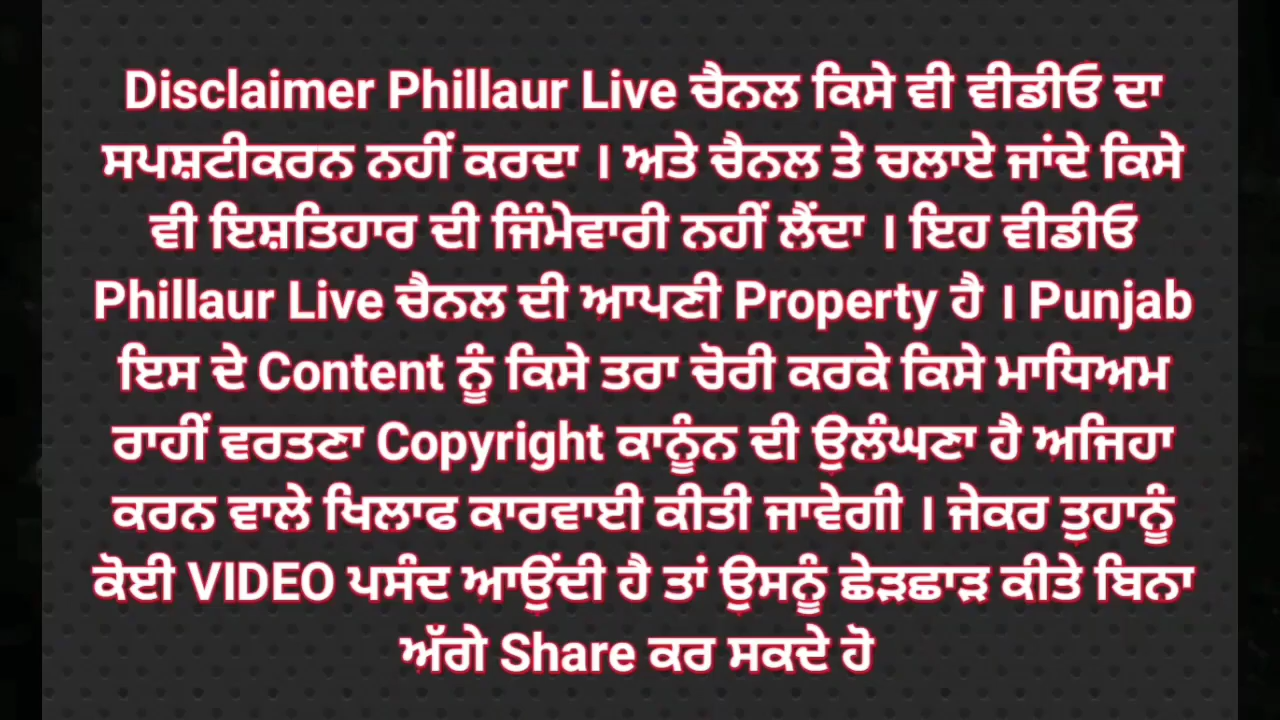 Disclaimer Phillaur Live ਚੈਨਲ ਕਿਸੇ ਵੀ ਵੀਡੀਓ ਦਾ
ਸਪਸ਼ਟੀਕਰਨ ਨਹੀਂ ਕਰਦਾ । ਅਤੇ ਚੈਨਲ ਤੇ ਚਲਾਏ ਜਾਂਦੇ ਕਿਸੇ
ਵੀ ਇਸ਼ਤਿਹਾਰ ਦੀ ਜਿੰਮੇਵਾਰੀ ਨਹੀਂ ਲੈਂਦਾ । ਇਹ ਵੀਡੀਓ
Phillaur Live ਚੈਨਲ ਦੀ ਆਪਣੀ Property ਹੈ । Punjab
ਇਸ ਦੇ Content ਨੂੰ ਕਿਸੇ ਤਰਾ ਚੋਰੀ ਕਰਕੇ ਕਿਸੇ ਮਾਧਿਅਮ
ਰਾਹੀਂ ਵਰਤਣਾ Copyright ਕਾਨੂੰਨ ਦੀ ਉਲੰਘਣਾ ਹੈ ਅਜਿਹਾ
ਕਰਨ ਵਾਲੇ ਖਿਲਾਫ ਕਾਰਵਾਈ ਕੀਤੀ ਜਾਵੇਗੀ । ਜੇਕਰ ਤੁਹਾਨੂੰ
ਕੋਈ VIDEO ਪਸੰਦ ਆਉਂਦੀ ਹੈ ਤਾਂ ਉਸਨੂੰ ਛੇੜਛਾੜ ਕੀਤੇ ਬਿਨਾ
ਅੱਗੇ Share ਕਰ ਸਕਦੇ ਹੋ